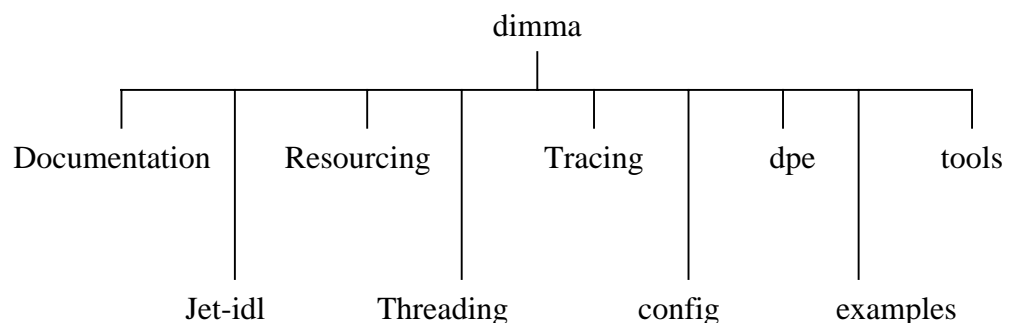 dimma
Documentation Resourcing Tracing dpe tools
Jet-idl Threading config examples